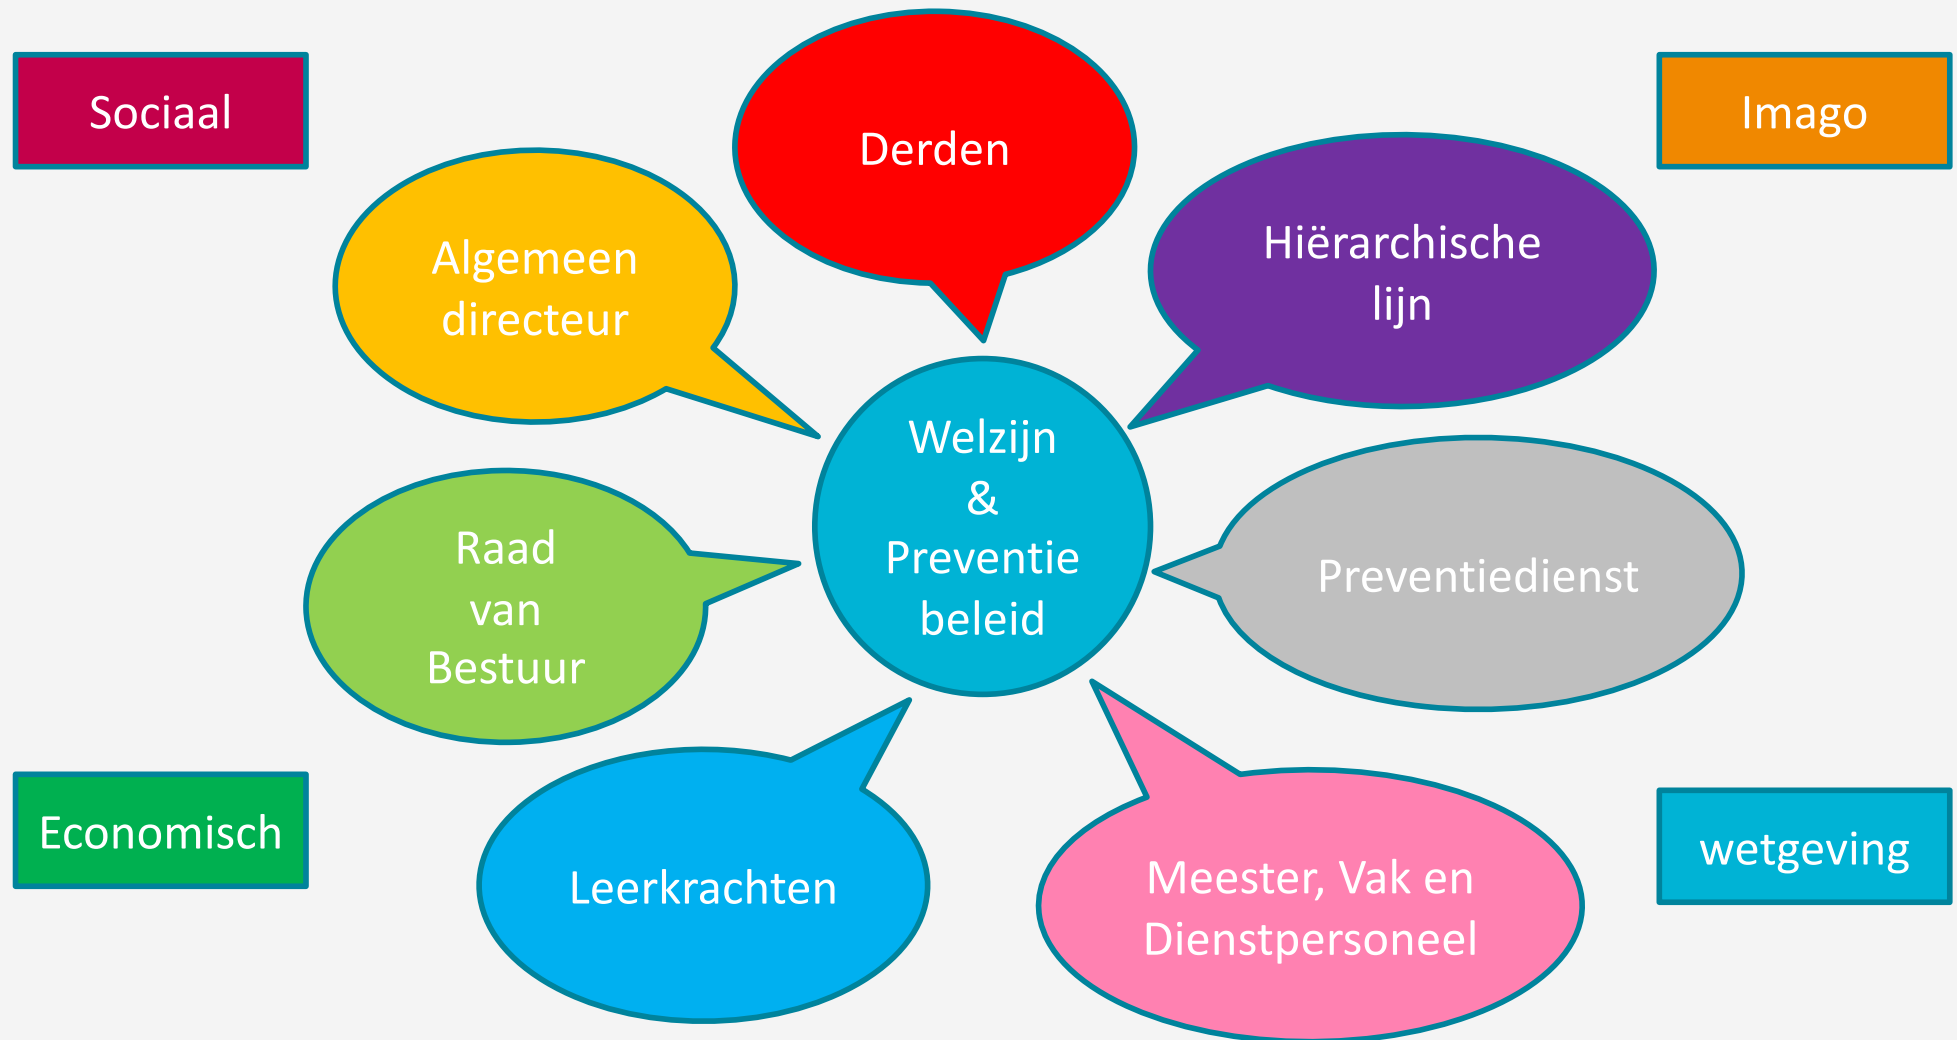 Sociaal
Derden
Imago
Algemeen
directeur
Hiërarchische
lijn
Welzijn
&
Preventie
beleid
Raad
van
Bestuur
Preventiedienst
Economisch
Leerkrachten
Meester, Vak en
Dienstpersoneel
wetgeving